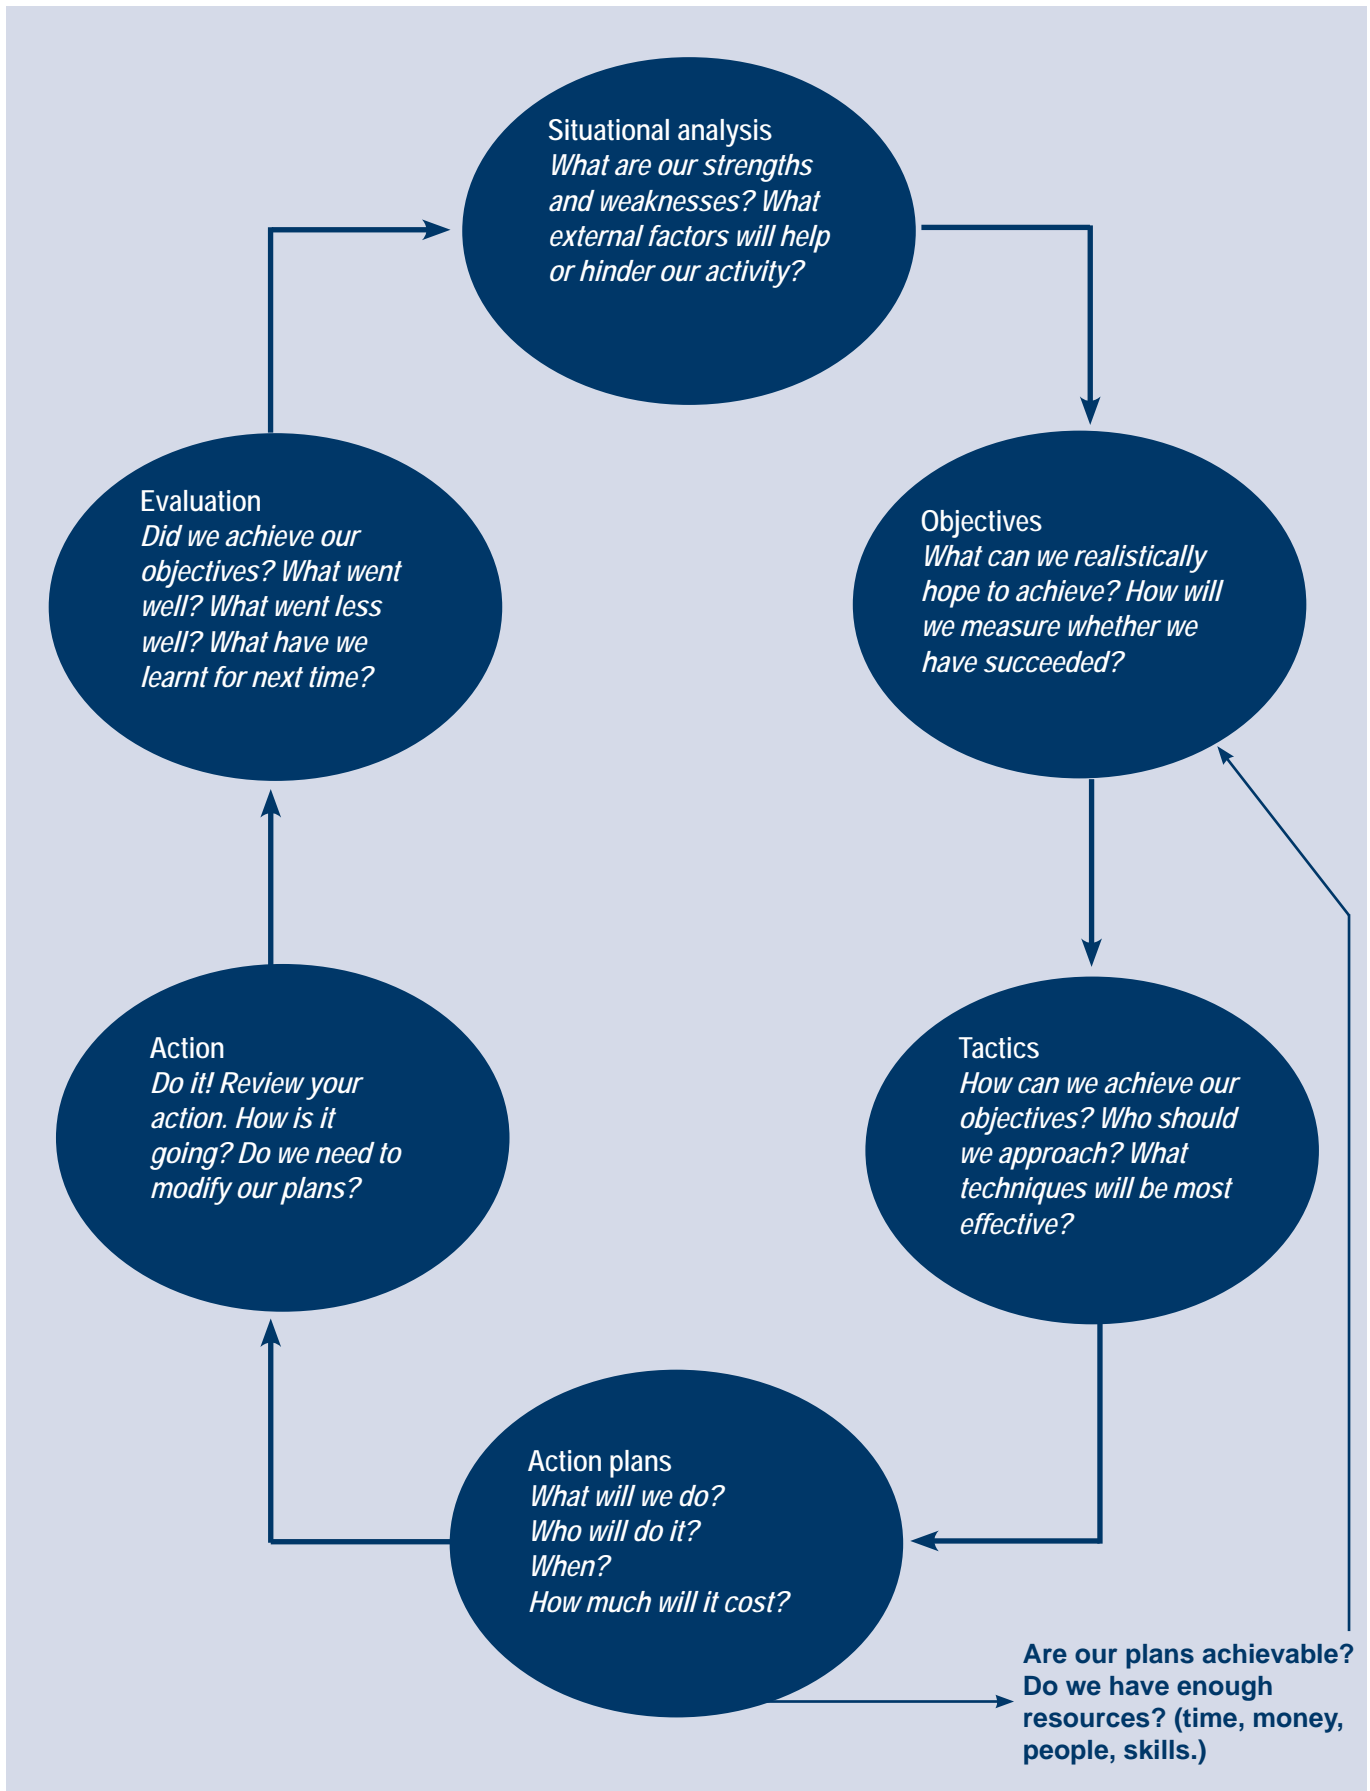 Situational analysis
What are our strengths
and weaknesses? What
external factors will help
or hinder our activity?
Objectives
What can we realistically
hope to achieve? How will
we measure whether we
have succeeded?
Tactics
How can we achieve our
objectives? Who should
we approach? What
techniques will be most
effective?
Action plans
What will we do?
Who will do it?
When?
How much will it cost?
Are our plans achievable?
Do we have enough
resources? (time, money,
people, skills.)
Action
Do it! Review your
action. How is it
going? Do we need to
modify our plans?
Evaluation
Did we achieve our
objectives? What went
well? What went less
well? What have we
learnt for next time?